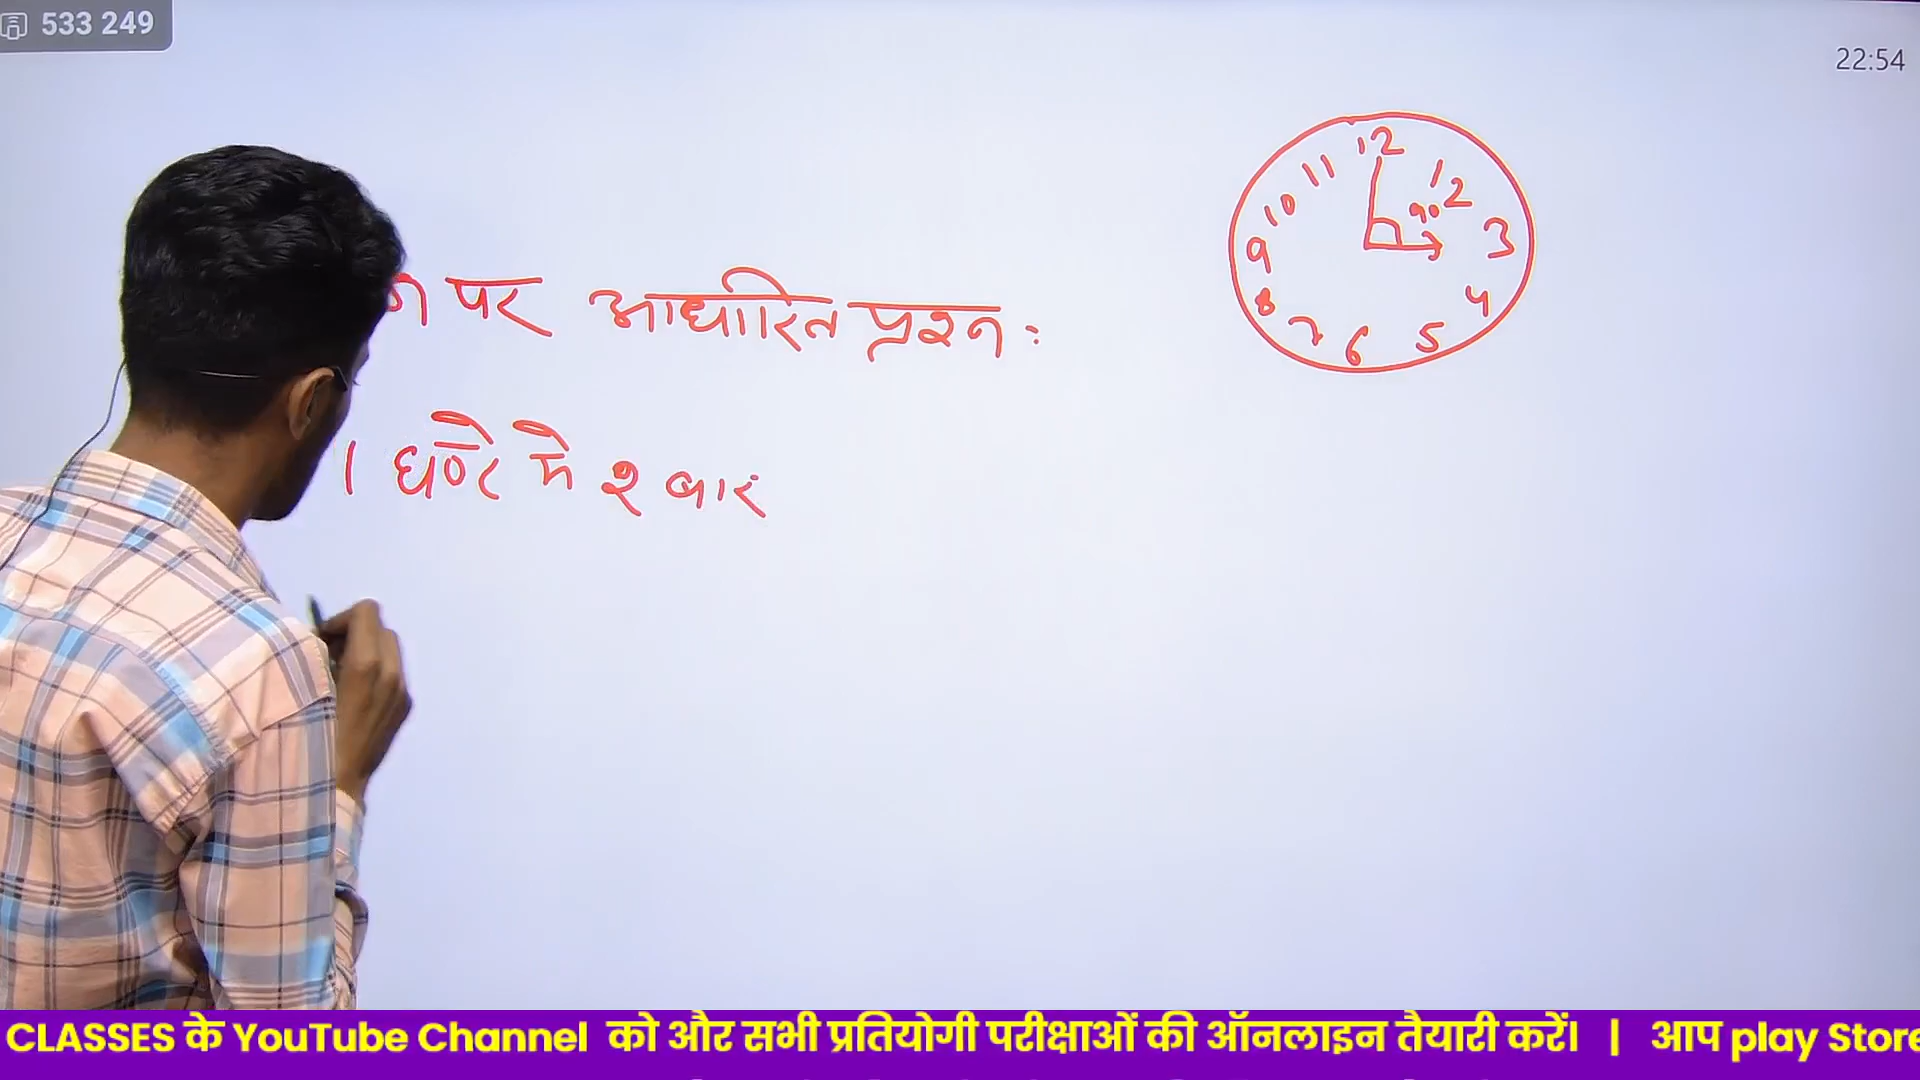 533 249
22:54
पर आधारित प्रश्न :
1 घण्टे मे २ बार
12
11 1
10 90 2
9 3
8 4
7 6 5
CLASSES के YouTube Channel को और सभी प्रतियोगी परीक्षाओं की ऑनलाइन तैयारी करें। | आप play Store